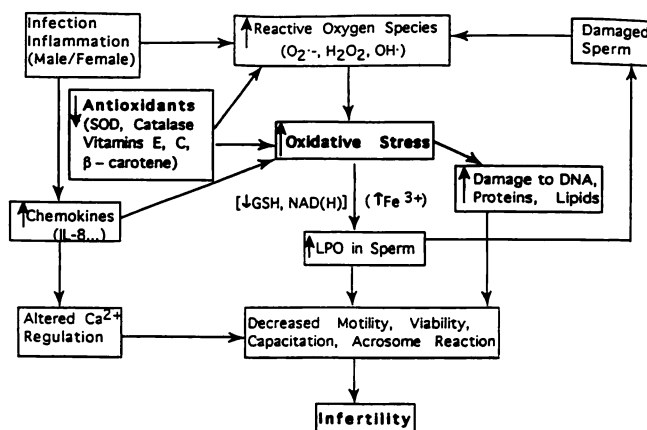 Infection
Inflammation
(Male/Female)
↑Reactive Oxygen Species
(O₂·-, H₂O₂, OH·)
Damaged
Sperm
↓Antioxidants
(SOD, Catalase
Vitamins E, C,
β-carotene)
↑Oxidative Stress
↑Damage to DNA,
Proteins, Lipids
↑Chemokines
(IL-8...)
[↓GSH, NAD(H)] (↑Fe 3+)
↑LPO in Sperm
Altered Ca2+
Regulation
Decreased Motility, Viability,
Capacitation, Acrosome Reaction
Infertility